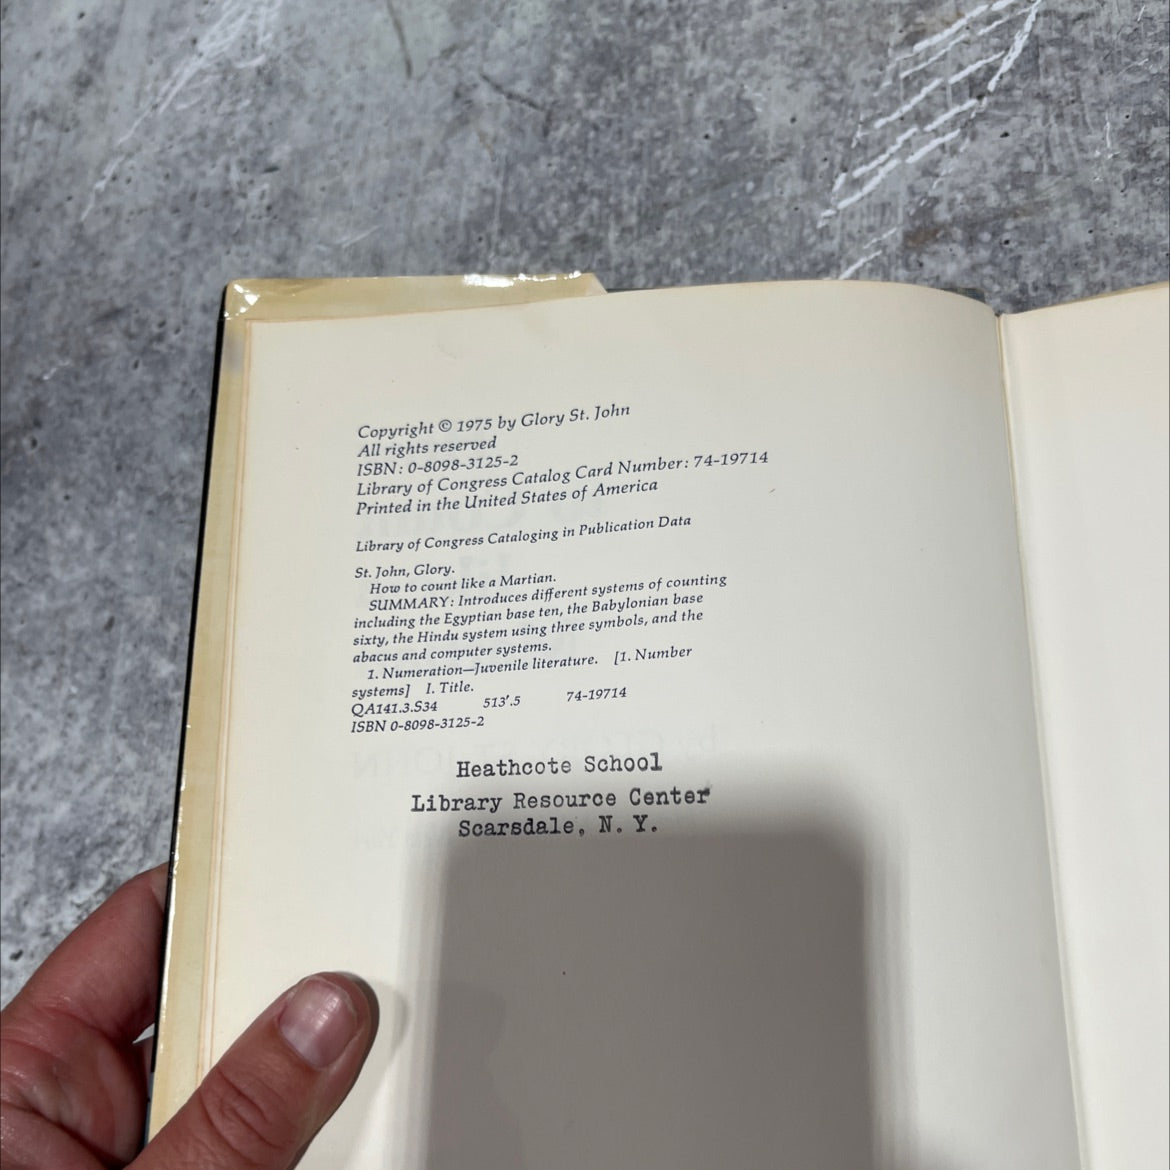 Copyright © 1975 by Glory St. John
All rights reserved
ISBN: 0-8098-3125-2
Library of Congress Catalog Card Number: 74-19714
Printed in the United States of America
Library of Congress Cataloging in Publication Data
St. John, Glory.
How to count like a Martian.
SUMMARY: Introduces different systems of counting
including the Egyptian base ten, the Babylonian base
sixty, the Hindu system using three symbols, and the
abacus and computer systems.
1. Numeration—Juvenile literature. [1. Number
systems] I. Title.
QA141.3.S34 513'.5 74-19714
ISBN 0-8098-3125-2
Heathcote School
Library Resource Center
Scarsdale, N. Y.